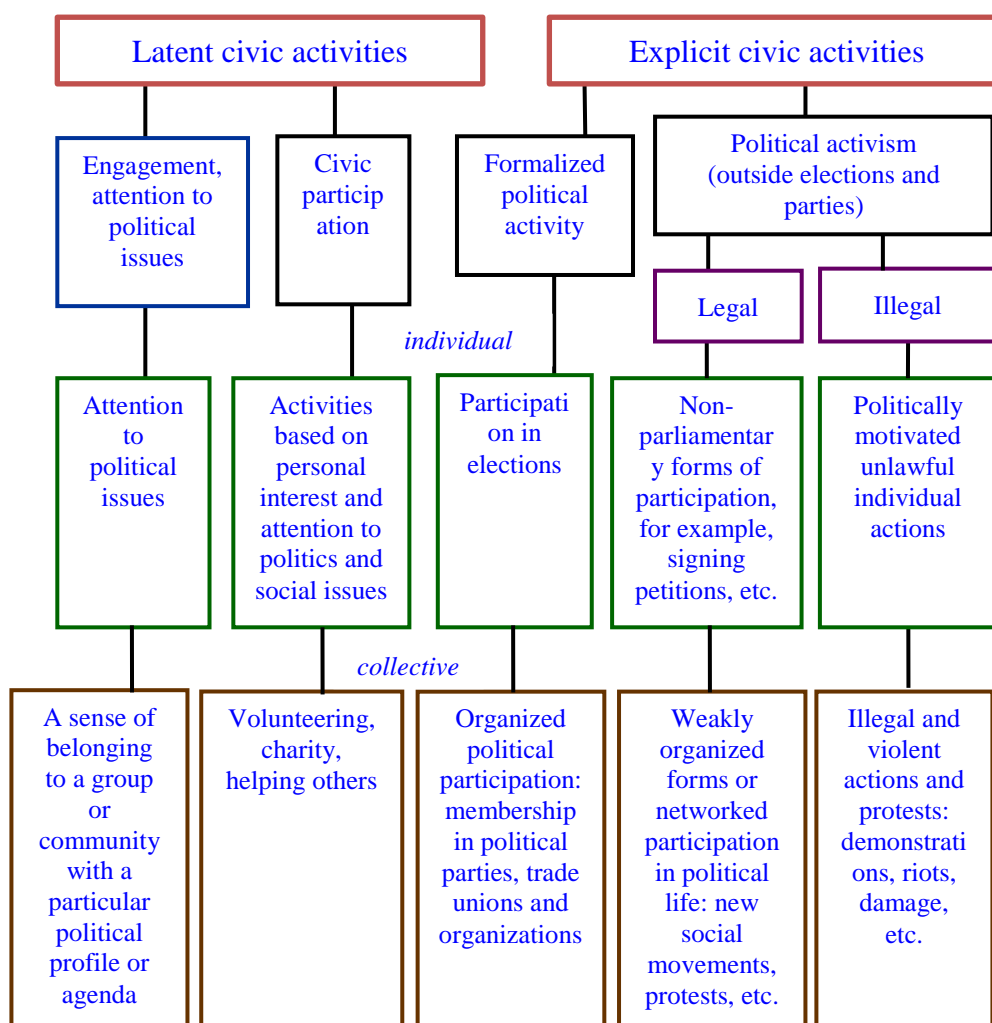 Latent civic activities
Explicit civic activities
Engagement,
attention to
political
issues
Civic
particip
ation
Formalized
political
activity
Political activism
(outside elections and
parties)
Legal
Illegal
individual
Attention
to
political
issues
Activities
based on
personal
interest and
attention to
politics and
social issues
Participati
on in
elections
Non-
parliamentar
y forms of
participation,
for example,
signing
petitions, etc.
Politically
motivated
unlawful
individual
actions
collective
A sense of
belonging
to a group
or
community
with a
particular
political
profile or
agenda
Volunteering,
charity,
helping others
Organized
political
participation:
membership
in political
parties, trade
unions and
organizations
Weakly
organized
forms or
networked
participation
in political
life: new
social
movements,
protests, etc.
Illegal and
violent
actions and
protests:
demonstrati
ons, riots,
damage,
etc.